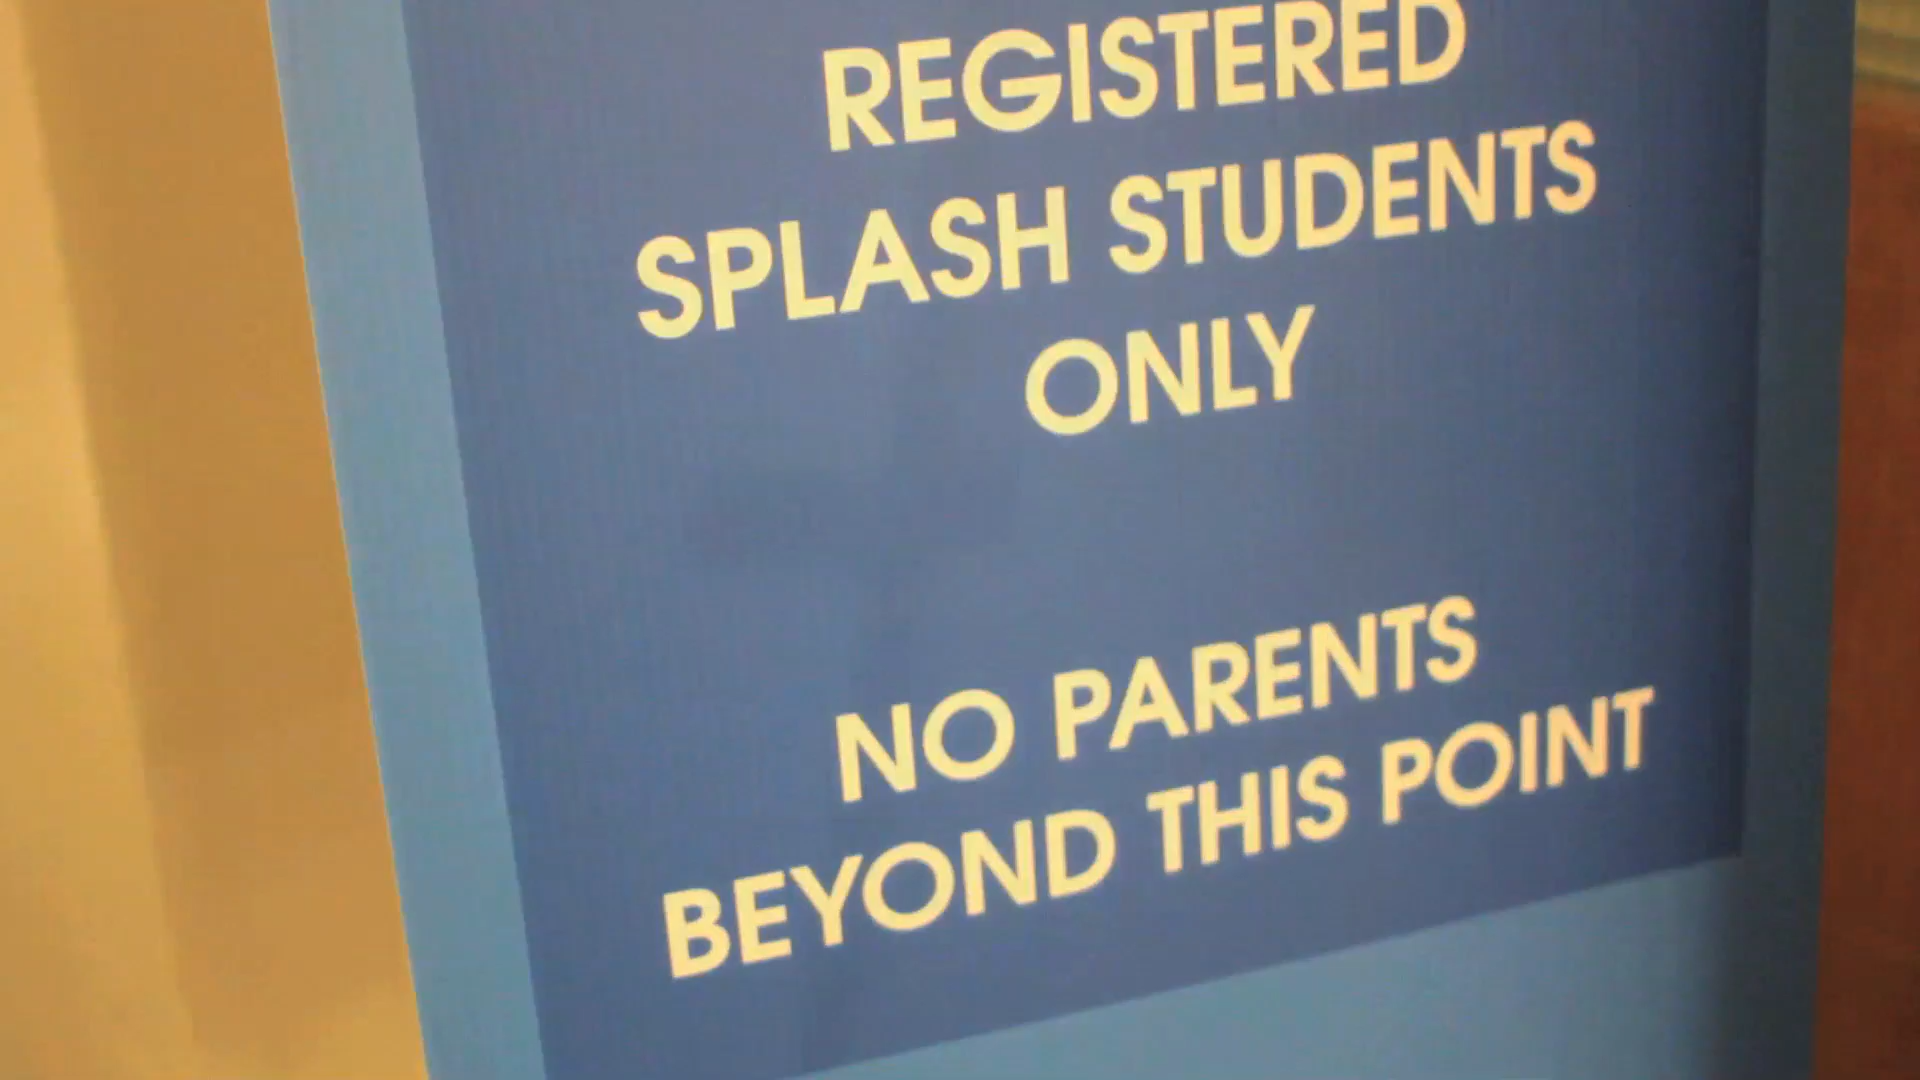 REGISTERED
SPLASH STUDENTS
ONLY
NO PARENTS
BEYOND THIS POINT